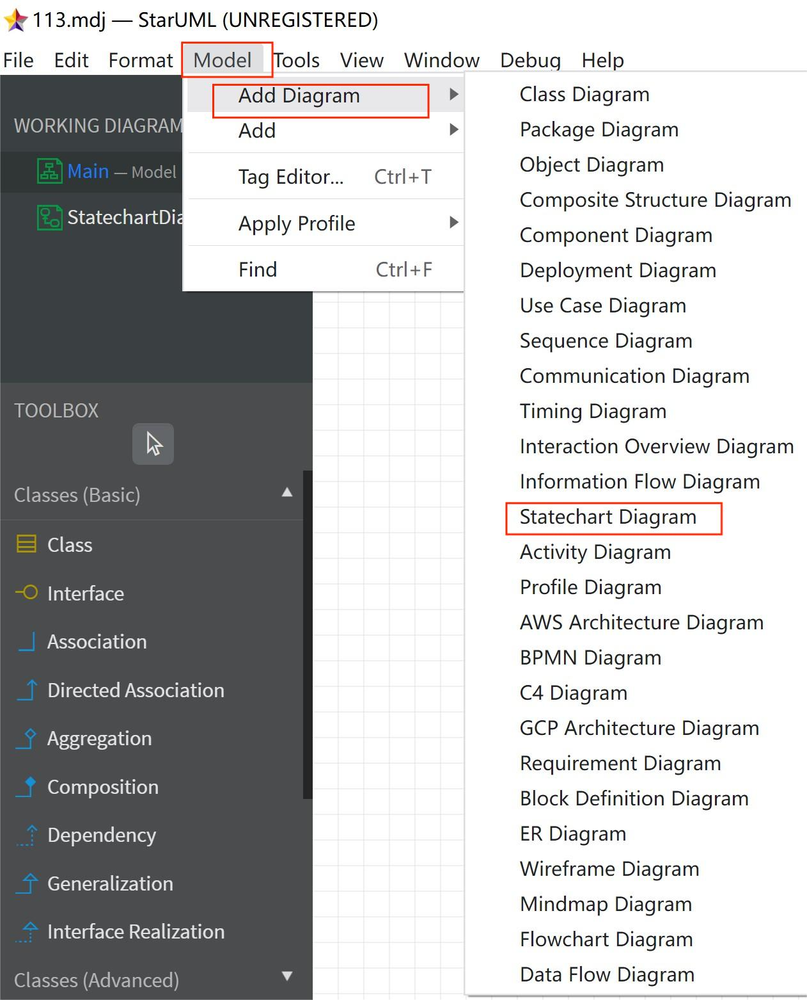 113.mdj — StarUML (UNREGISTERED)
File Edit Format Model Tools View Window Debug Help
WORKING DIAGRAM
Main — Model
StatechartDia
Add Diagram
Add
Tag Editor... Ctrl+T
Apply Profile
Find Ctrl+F
Class Diagram
Package Diagram
Object Diagram
Composite Structure Diagram
Component Diagram
Deployment Diagram
Use Case Diagram
Sequence Diagram
Communication Diagram
Timing Diagram
Interaction Overview Diagram
Information Flow Diagram
Statechart Diagram
Activity Diagram
Profile Diagram
AWS Architecture Diagram
BPMN Diagram
C4 Diagram
GCP Architecture Diagram
Requirement Diagram
Block Definition Diagram
ER Diagram
Wireframe Diagram
Mindmap Diagram
Flowchart Diagram
Data Flow Diagram
TOOLBOX
Classes (Basic)
Class
Interface
Association
Directed Association
Aggregation
Composition
Dependency
Generalization
Interface Realization
Classes (Advanced)